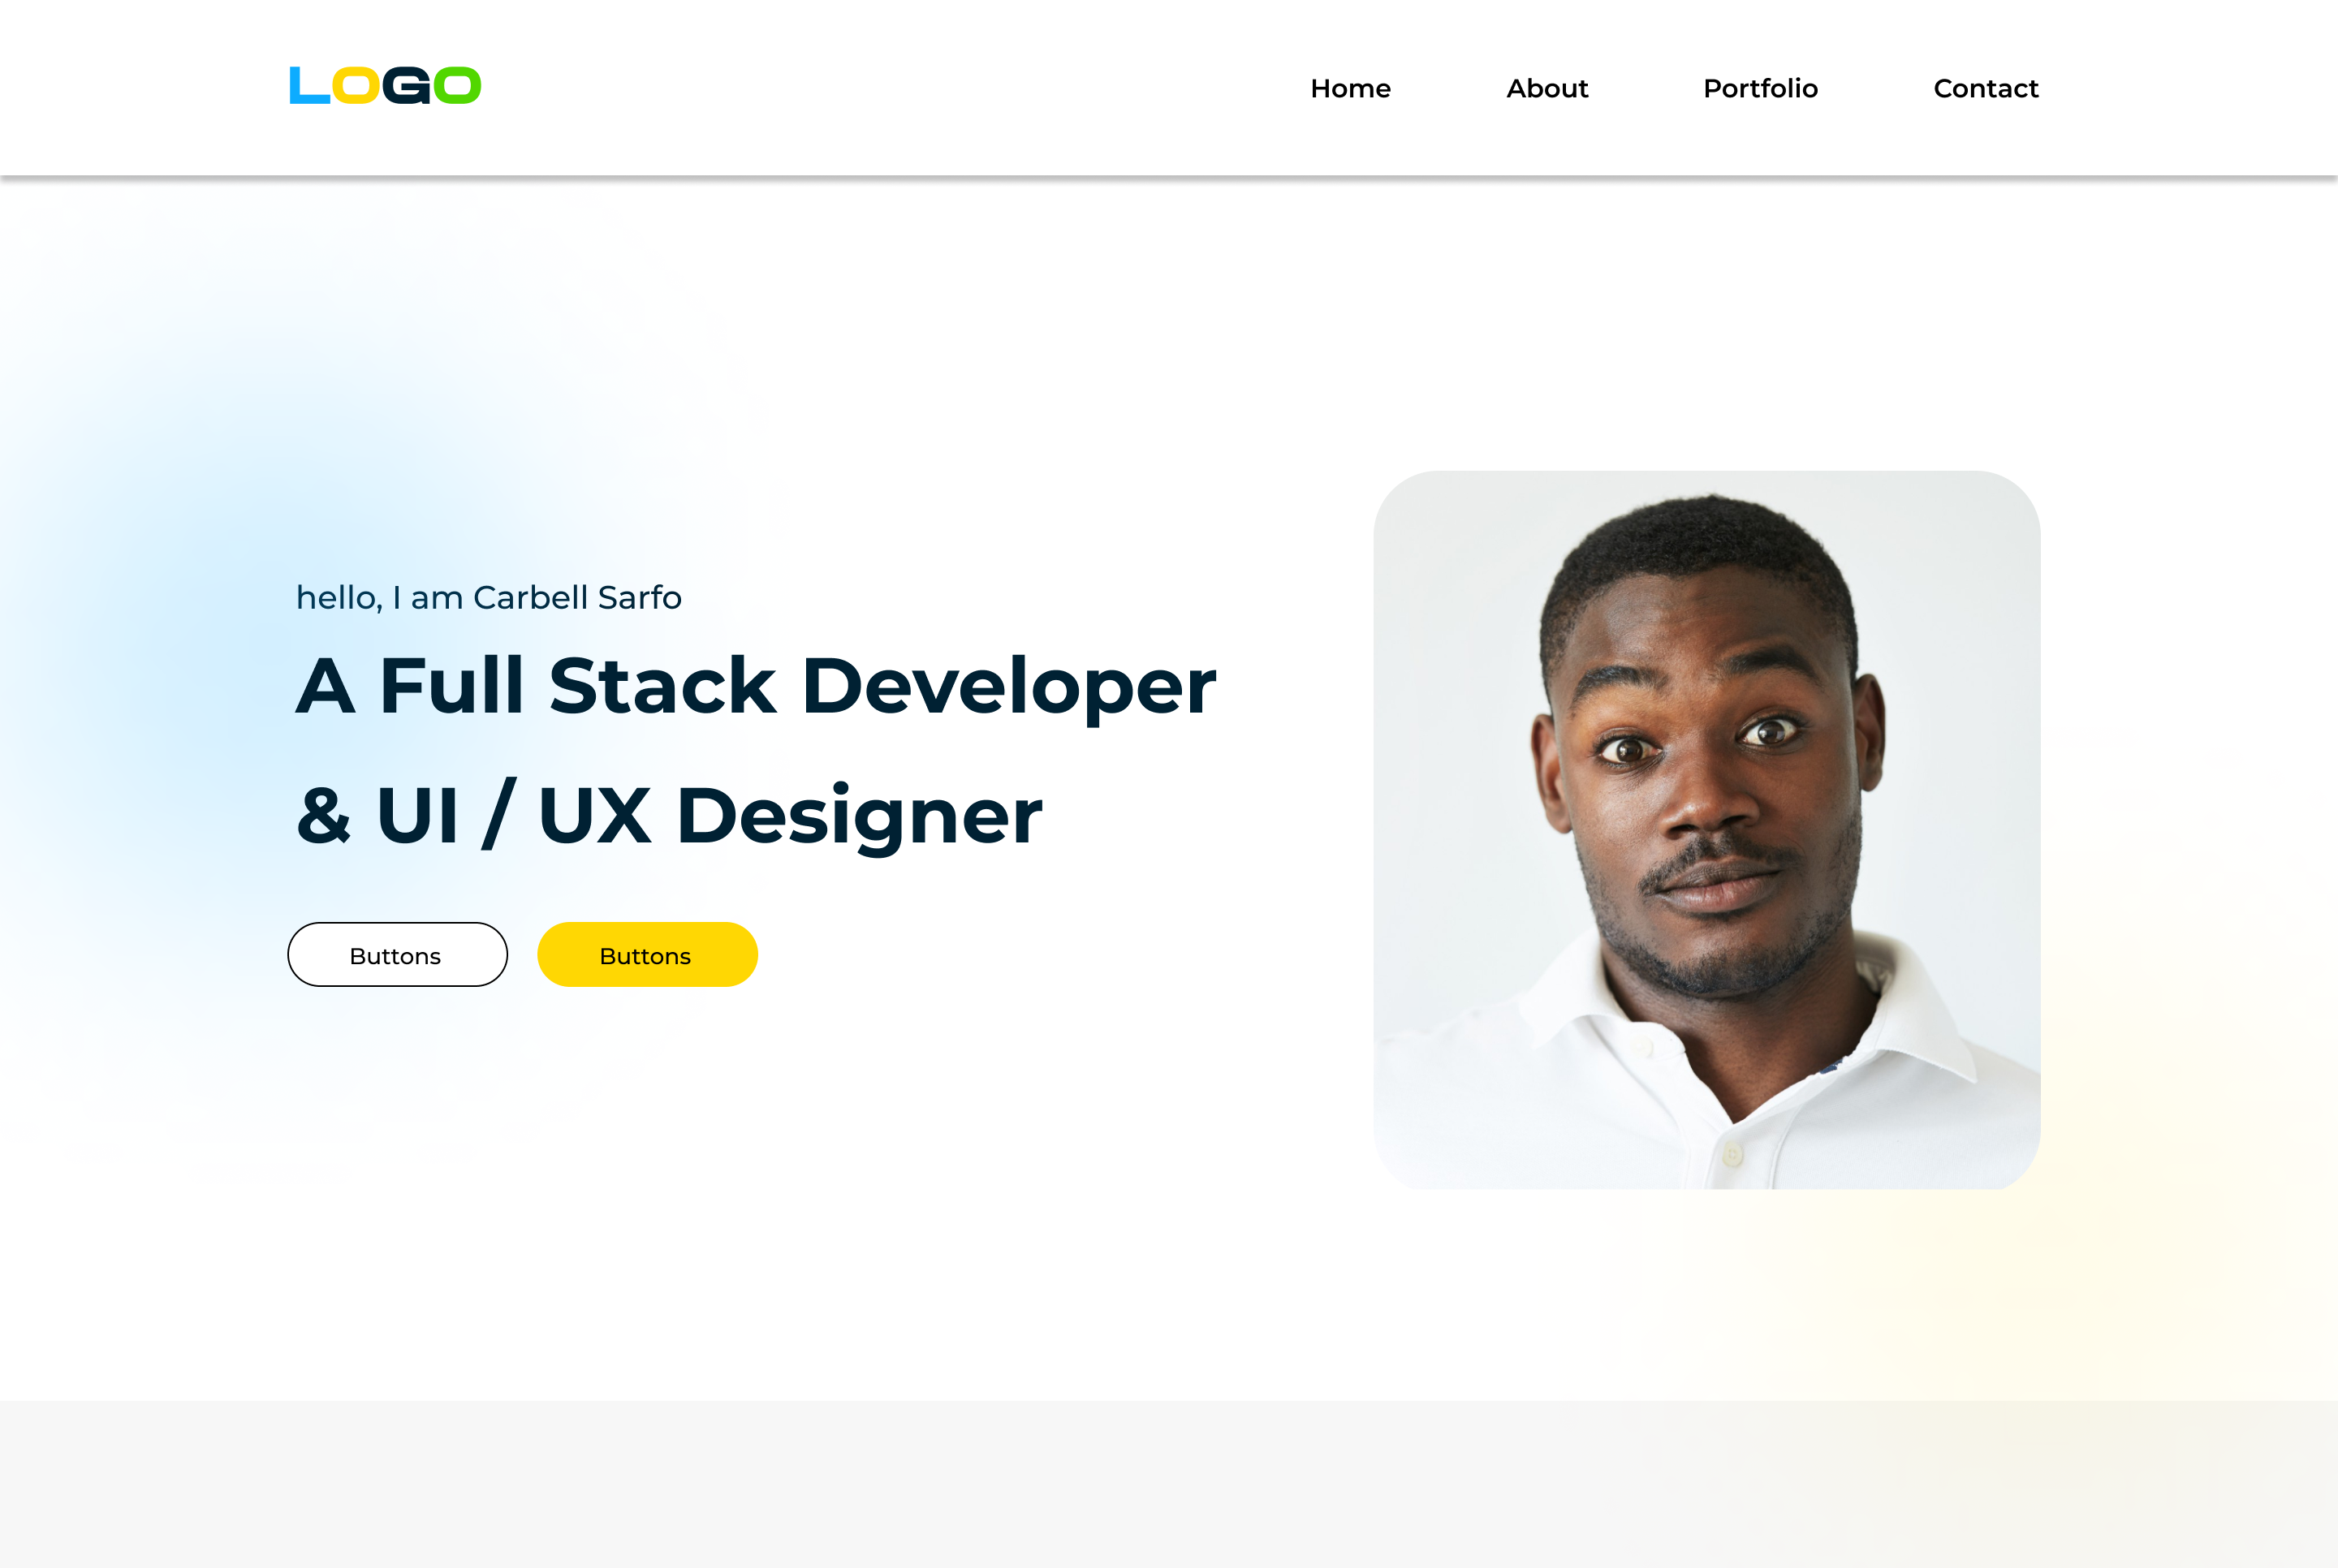 LOGO
Home About Portfolio Contact
hello, I am Carbell Sarfo
A Full Stack Developer
& UI / UX Designer
Buttons Buttons